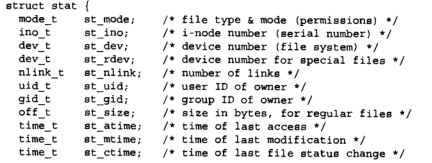 struct stat {
mode_t st_mode; /* file type & mode (permissions) */
ino_t st_ino; /* i-node number (serial number) */
dev_t st_dev; /* device number (file system) */
dev_t st_rdev; /* device number for special files */
nlink_t st_nlink; /* number of links */
uid_t st_uid; /* user ID of owner */
gid_t st_gid; /* group ID of owner */
off_t st_size; /* size in bytes, for regular files */
time_t st_atime; /* time of last access */
time_t st_mtime; /* time of last modification */
time_t st_ctime; /* time of last file status change */